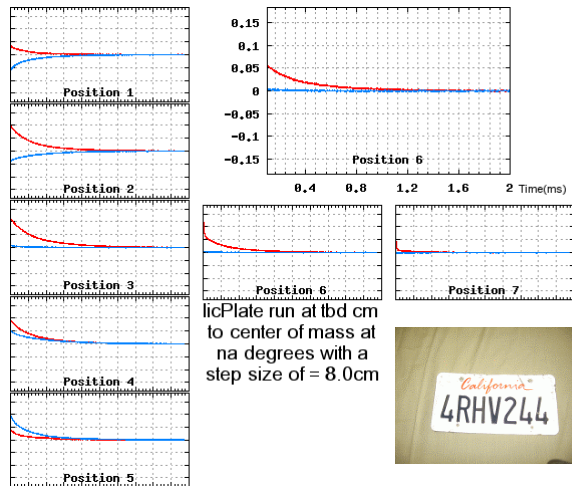 Position 1
Position 2
Position 3
Position 4
Position 5
0.15
0.1
0.05
0
-0.05
-0.1
-0.15
Position 6
0.4
0.8
1.2
1.6
2
Time(ms)
Position 6
Position 7
licPlate run at tbd cm
to center of mass at
na degrees with a
step size of = 8.0cm
California
4RHV244